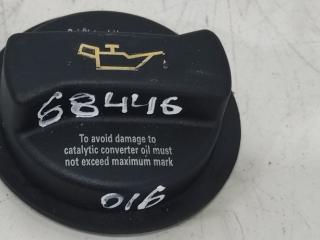 68446
To avoid damage to
catalytic converter oil must
not exceed maximum mark
016